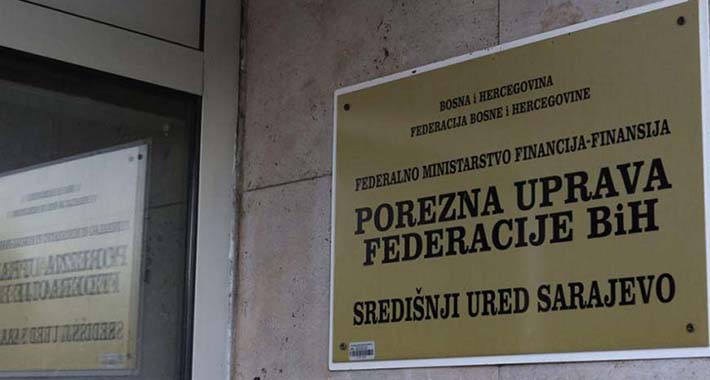 BOSNA i HERCEGOVINA
FEDERACIJA BOSNE i HERCEGOVINE
FEDERALNO MINISTARSTVO FINANCIJA-FINANSIJA
POREZNA UPRAVA
FEDERACIJE BiH
SREDIŠNJI URED SARAJEVO